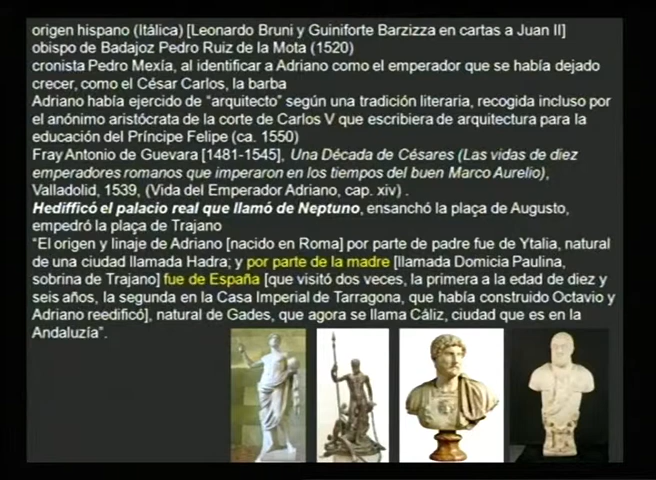 origen hispano (Itálica) [Leonardo Bruni y Guiniforte Barzizza en cartas a Juan II]
obispo de Badajoz Pedro Ruiz de la Mota (1520)
cronista Pedro Mexía, al identificar a Adriano como el emperador que se había dejado
crecer, como el César Carlos, la barba
Adriano había ejercido de “arquitecto” según una tradición literaria, recogida incluso por
el anónimo aristócrata de la corte de Carlos V que escribiera de arquitectura para la
educación del Príncipe Felipe (ca. 1550)
Fray Antonio de Guevara [1481-1545], Una Década de Césares (Las vidas de diez
emperadores romanos que imperaron en los tiempos del buen Marco Aurelio),
Valladolid, 1539, (Vida del Emperador Adriano, cap. xiv) .
Hedifficó el palacio real que llamó de Neptuno, ensanchó la plaça de Augusto,
empedró la plaça de Trajano
“El origen y linaje de Adriano [nacido en Roma] por parte de padre fue de Ytalia, natural
de una ciudad llamada Hadra; y por parte de la madre [llamada Domicia Paulina,
sobrina de Trajano] fue de España [que visitó dos veces, la primera a la edad de diez y
seis años, la segunda en la Casa Imperial de Tarragona, que había construido Octavio y
Adriano reedificó], natural de Gades, que agora se llama Cáliz, ciudad que es en la
Andaluzía”.